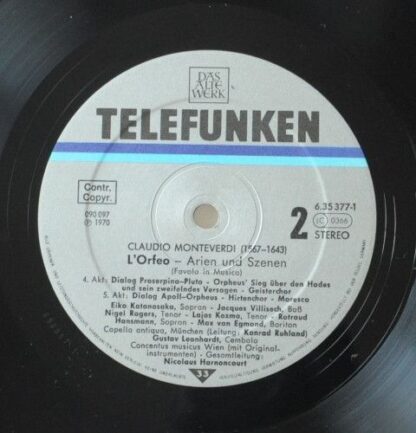 DAS
ALTE
WERK
TELEFUNKEN
Contr.
Copyr.
090 097
℗ 1970
6.35 377-1
(C) 0366
2 STEREO
CLAUDIO MONTEVERDI (1567-1643)
L'Orfeo – Arien und Szenen
(Favola in Musica)
4. Akt: Dialog Proserpina-Pluto - Orpheus' Sieg über den Hades
und sein zweifelndes Versagen - Geisterchor
5. Akt: Dialog Apoll-Orpheus - Hirtenchor - Moresca
Eiko Katanosaka, Sopran - Jacques Villisech, Baß
Nigel Rogers, Tenor - Lajos Kozma, Tenor - Rotraud
Hansmann, Sopran - Max van Egmond, Bariton
Capella antiqua, München (Leitung: Konrad Ruhland)
Gustav Leonhardt, Cembalo
Concentus musicus Wien (mit Original-
instrumenten) - Gesamtleitung:
Nicolaus Harnoncourt
33